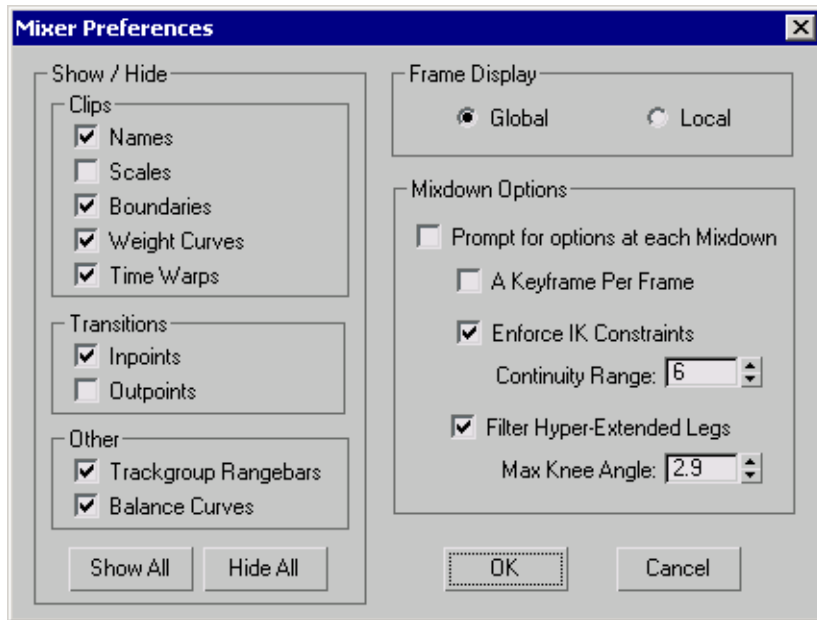 Mixer Preferences
Show / Hide
Clips
Names
Scales
Boundaries
Weight Curves
Time Warps
Transitions
Inpoints
Outpoints
Other
Trackgroup Rangebars
Balance Curves
Show All
Hide All
Frame Display
Global
Local
Mixdown Options
Prompt for options at each Mixdown
A Keyframe Per Frame
Enforce IK Constraints
Continuity Range: 6
Filter Hyper-Extended Legs
Max Knee Angle: 2.9
OK
Cancel